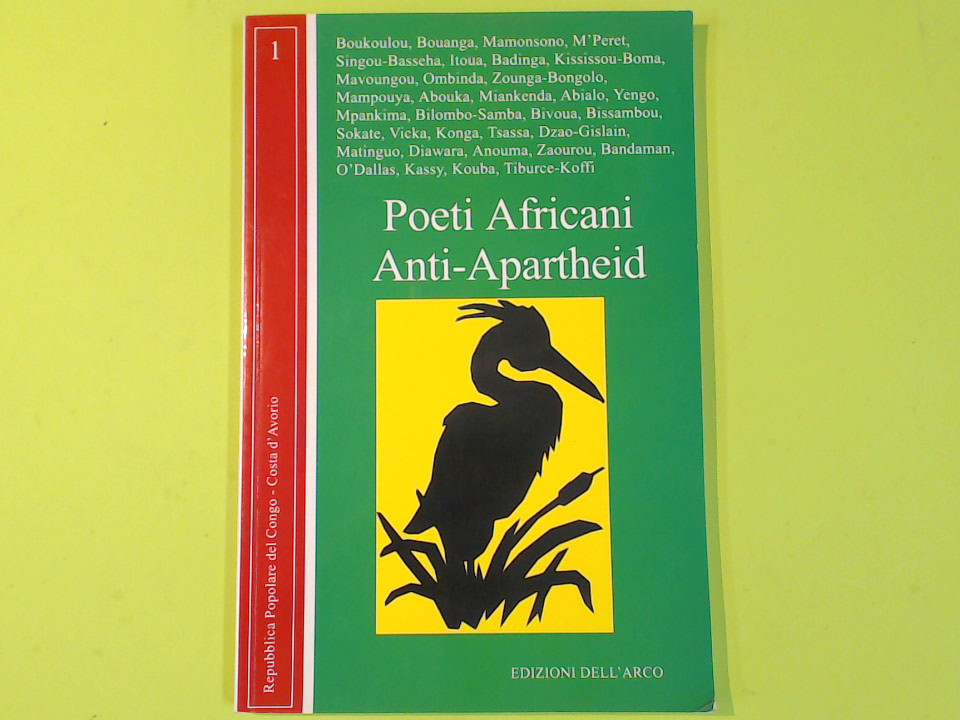 1
Boukoulou, Bouanga, Mamonsono, M'Peret,
Singou-Basseha, Itoua, Badinga, Kississou-Boma,
Mavoungou, Ombinda, Zounga-Bongolo,
Mampouya, Abouka, Miankenda, Abialo, Yengo,
Mpankima, Bilombo-Samba, Bivoua, Bissambou,
Sokate, Vicka, Konga, Tsassa, Dzao-Gislain,
Matinguo, Diawara, Anouma, Zaourou, Bandaman,
O'Dallas, Kassy, Kouba, Tiburce-Koffi
Poeti Africani
Anti-Apartheid
Repubblica Popolare del Congo - Costa d'Avorio
EDIZIONI DELL'ARCO